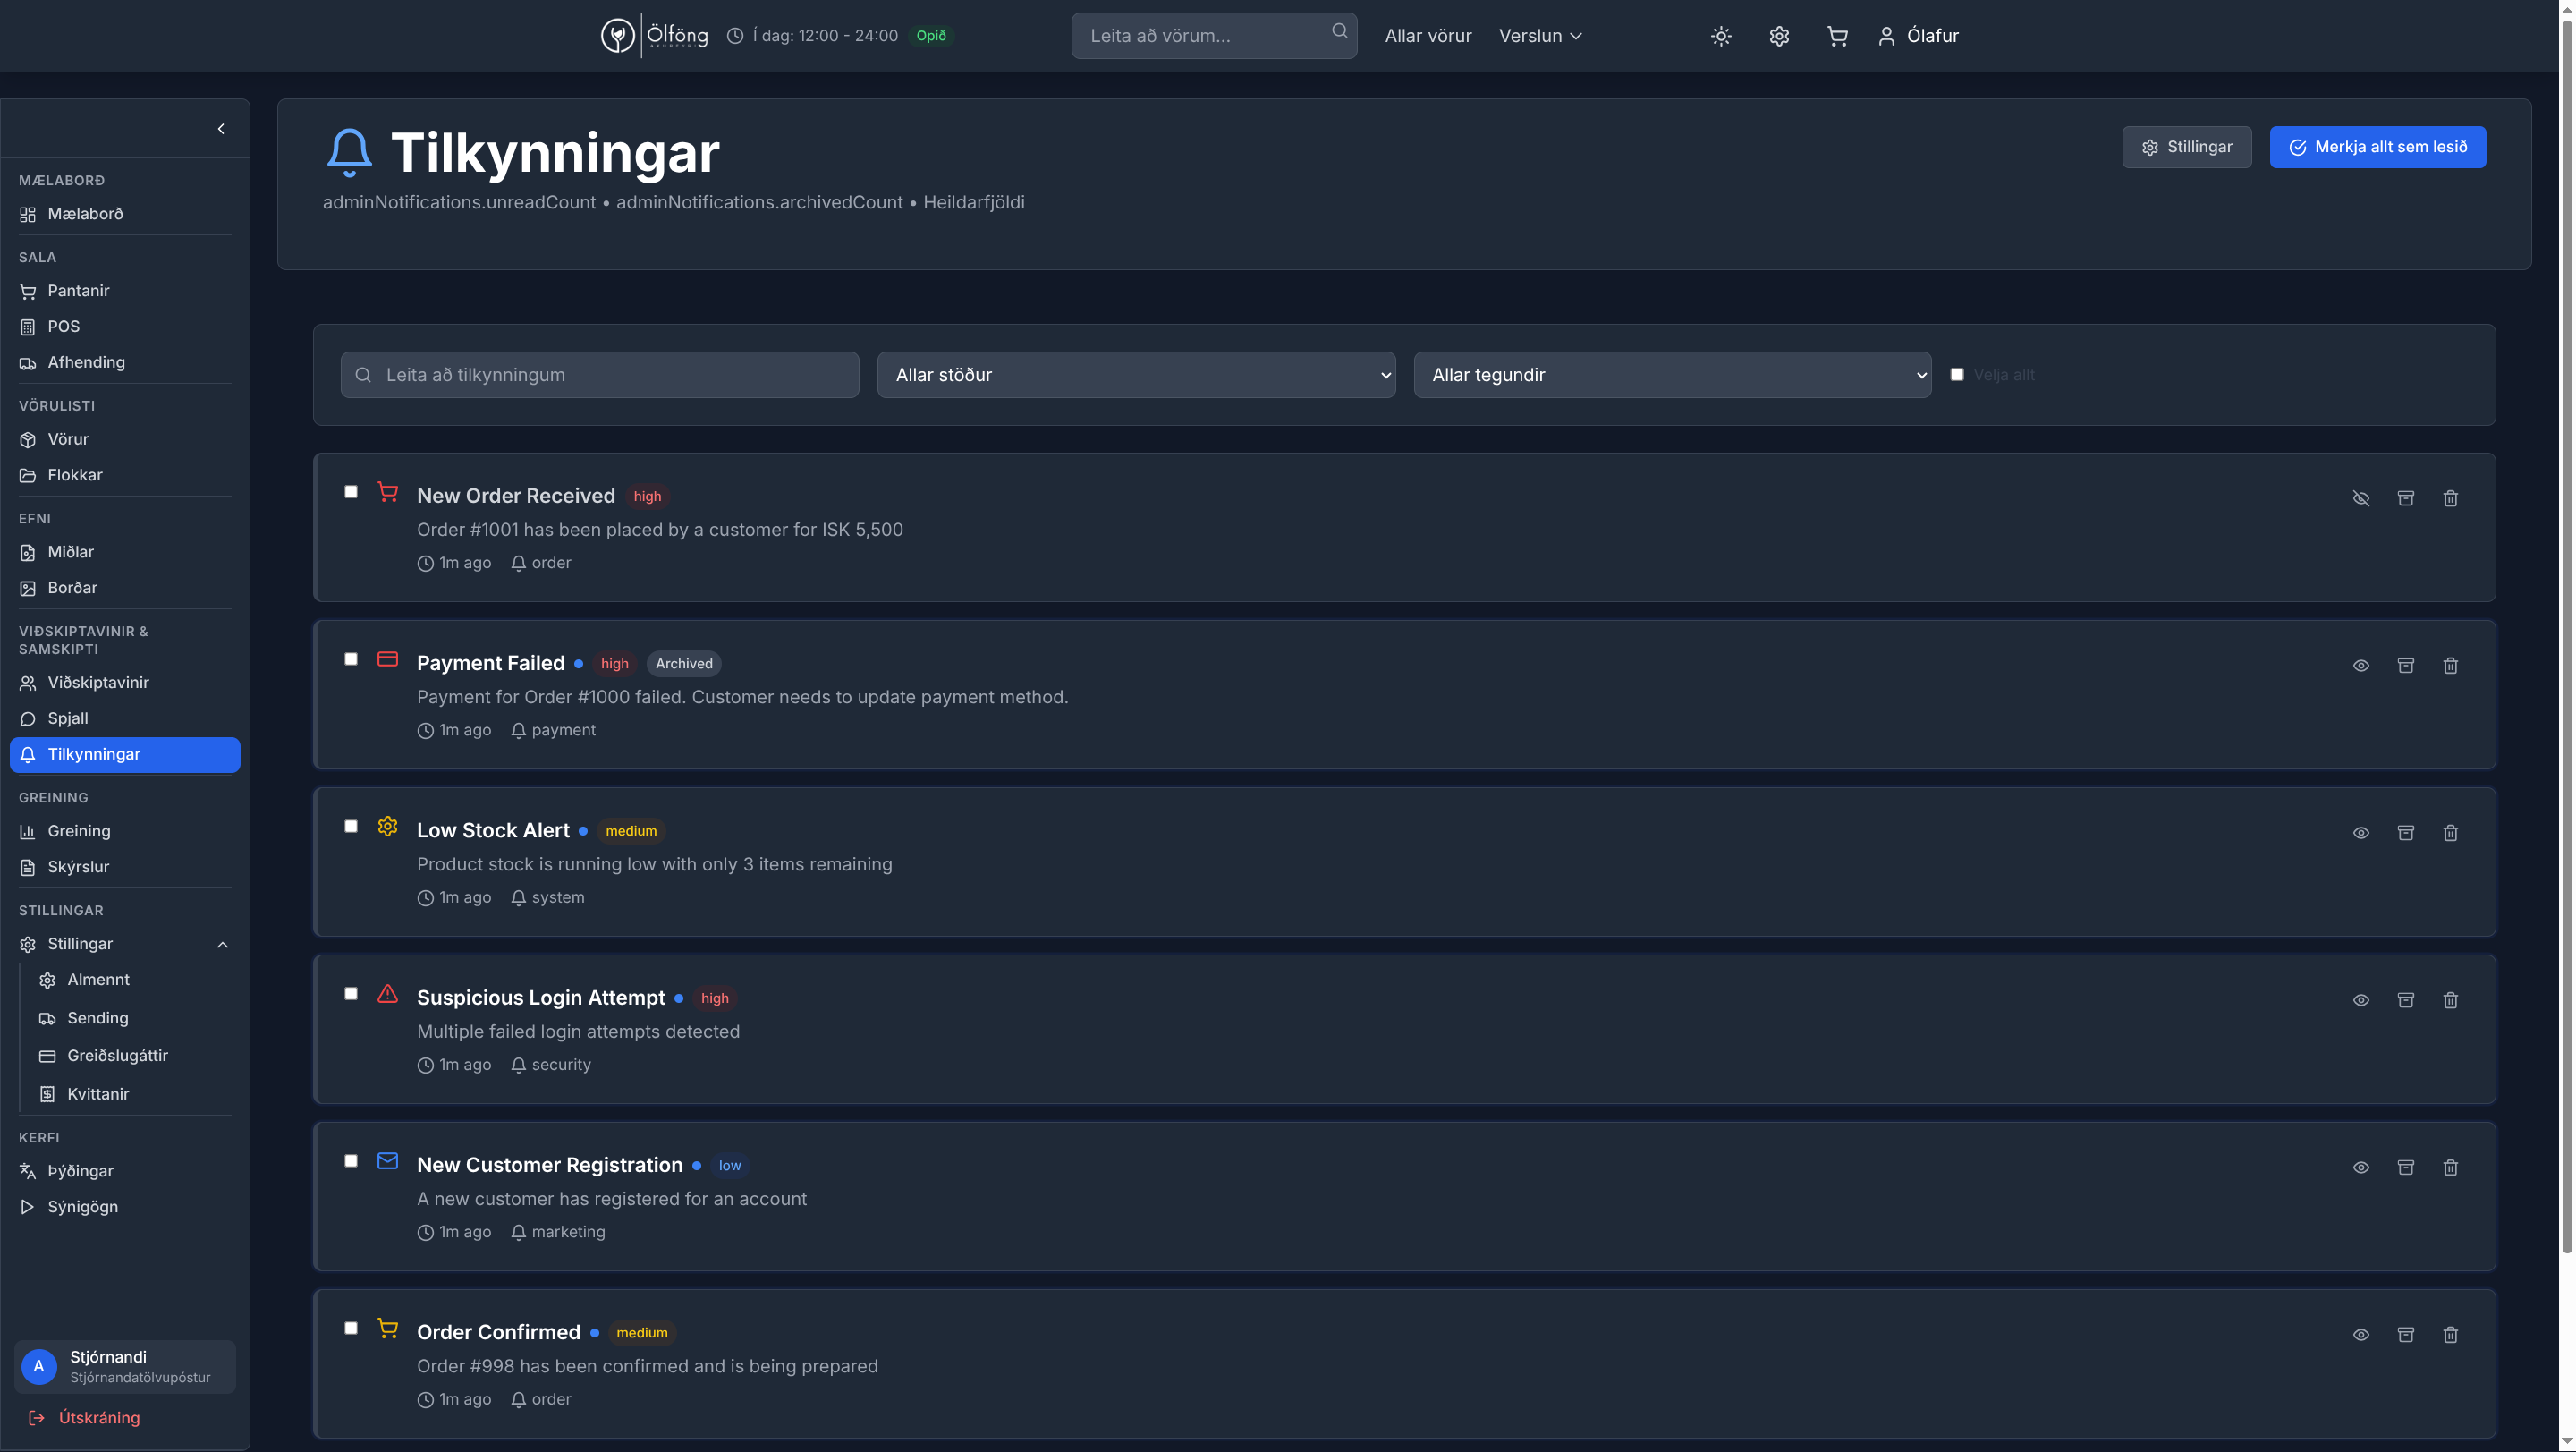 Ölföng
AKUREYRI
Í dag: 12:00 - 24:00
Opið
Leita að vörum...
Allar vörur
Verslun
Ólafur
MÆLABORÐ
Mælaborð
SALA
Pantanir
POS
Afhending
VÖRULISTI
Vörur
Flokkar
EFNI
Miðlar
Borðar
VIÐSKIPTAVINIR &
SAMSKIPTI
Viðskiptavinir
Spjall
Tilkynningar
GREINING
Greining
Skýrslur
STILLINGAR
Stillingar
Almennt
Sending
Greiðslugáttir
Kvittanir
KERFI
Þýðingar
Sýnigögn
A
Stjórnandi
Stjórnandatölvupóstur
Útskráning
Tilkynningar
adminNotifications.unreadCount • adminNotifications.archivedCount • Heildarfjöldi
Stillingar
Merkja allt sem lesið
Leita að tilkynningum
Allar stöður
Allar tegundir
Velja allt
New Order Received high
Order #1001 has been placed by a customer for ISK 5,500
1m ago order
Payment Failed high Archived
Payment for Order #1000 failed. Customer needs to update payment method.
1m ago payment
Low Stock Alert medium
Product stock is running low with only 3 items remaining
1m ago system
Suspicious Login Attempt high
Multiple failed login attempts detected
1m ago security
New Customer Registration low
A new customer has registered for an account
1m ago marketing
Order Confirmed medium
Order #998 has been confirmed and is being prepared
1m ago order